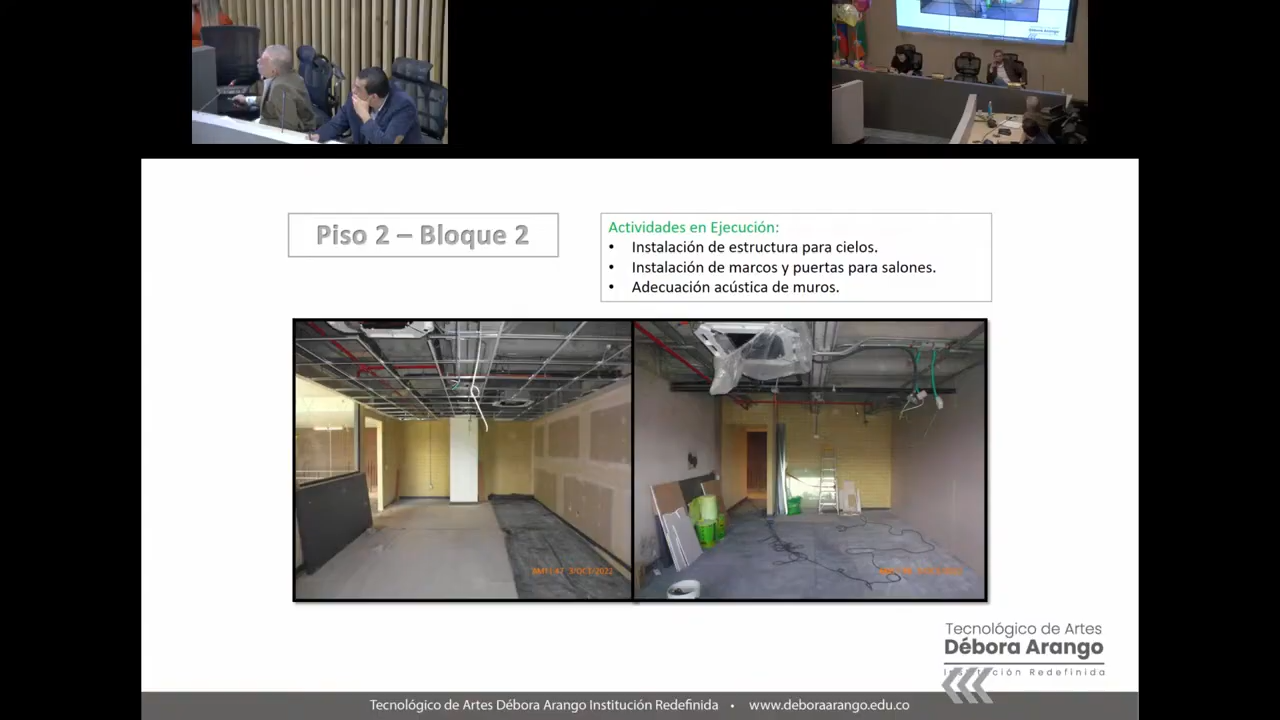 Piso 2 – Bloque 2
Actividades en Ejecución:
• Instalación de estructura para cielos.
• Instalación de marcos y puertas para salones.
• Adecuación acústica de muros.
Tecnológico de Artes
Débora Arango
Institución Redefinida
Tecnológico de Artes Débora Arango Institución Redefinida • www.deboraarango.edu.co